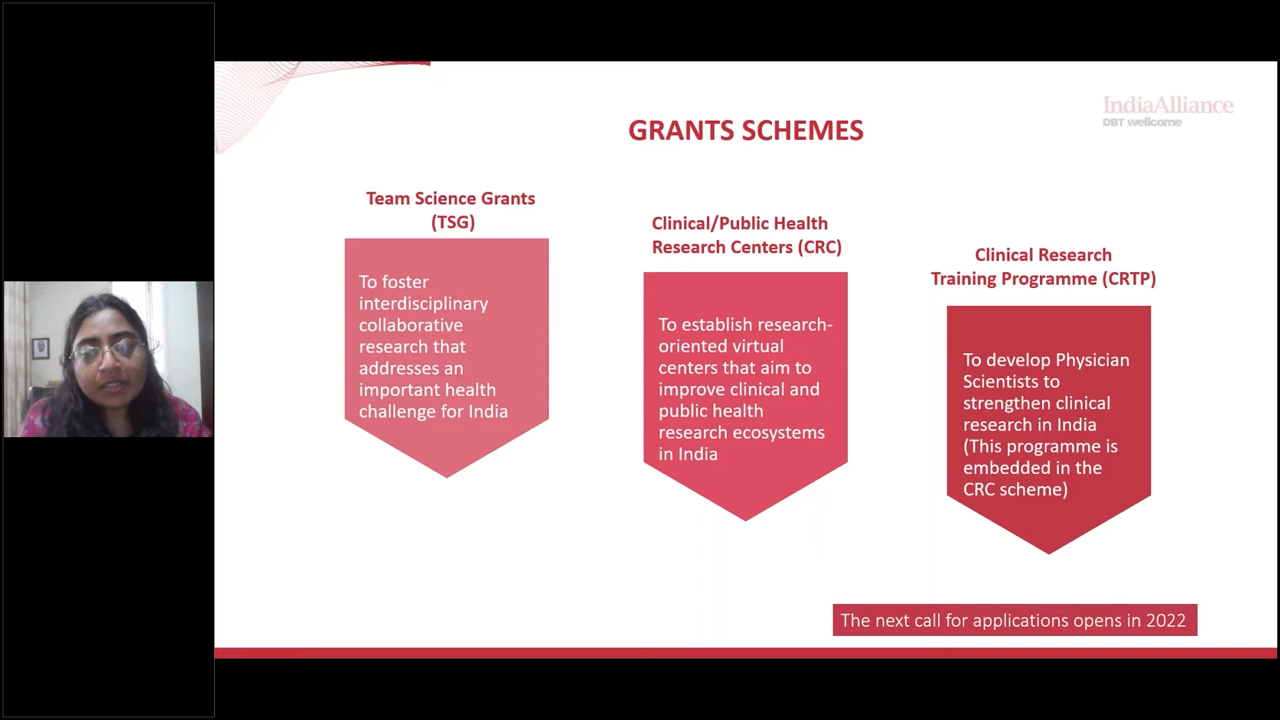 IndiaAlliance
DBT wellcome
GRANTS SCHEMES
Team Science Grants
(TSG)
To foster
interdisciplinary
collaborative
research that
addresses an
important health
challenge for India
Clinical/Public Health
Research Centers (CRC)
To establish research-
oriented virtual
centers that aim to
improve clinical and
public health
research ecosystems
in India
Clinical Research
Training Programme (CRTP)
To develop Physician
Scientists to
strengthen clinical
research in India
(This programme is
embedded in the
CRC scheme)
The next call for applications opens in 2022